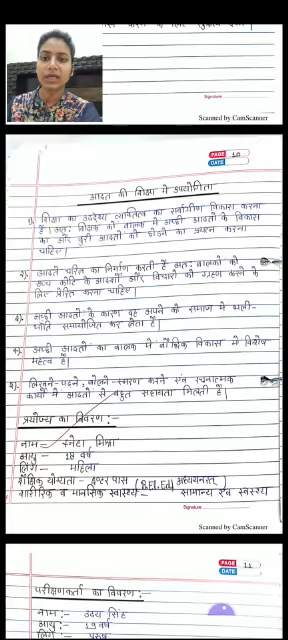 Signature
Scanned by CamScanner
PAGE 10
DATE
आदत की शिक्षा में उपयोगिता
1). शिक्षा का उद्देश्य व्यक्तित्व का सर्वांगीण विकास करना
है। अतः शिक्षक को बालक में अच्छी आदतों के विकास
का और बुरी आदतों को छोड़ने का प्रयत्न करना
चाहिए।
2). आदतें चरित्र का निर्माण करती हैं अतः बालकों को
उच्च कोटि के आदर्शों और विचारों को ग्रहण करने के
लिए प्रेरित करना चाहिए।
3). अच्छी आदतों के कारण वह अपने को समाज में भली-
भांति समायोजित कर लेता है।
4). अच्छी आदतों का बालक में बौद्धिक विकास में विशेष
महत्व है।
5). लिखने-पढ़ने, बोलने-स्मरण करने एवं रचनात्मक
कार्यों में आदतों से बहुत सहायता मिलती है।
प्रयोज्य का विवरण :-
नाम - स्नेहा मिश्रा
आयु - 18 वर्ष
लिंग - महिला
शैक्षिक योग्यता - इण्टर पास (B.El.Ed) अध्ययनरत्)
शारीरिक व मानसिक स्वास्थ्य - सामान्य एवं स्वस्थ्य
Signature
Scanned by CamScanner
PAGE 11
DATE
परीक्षणकर्ता का विवरण :-
नाम :- उदय सिंह
आयु :- 19 वर्ष
लिंग :- पुरुष